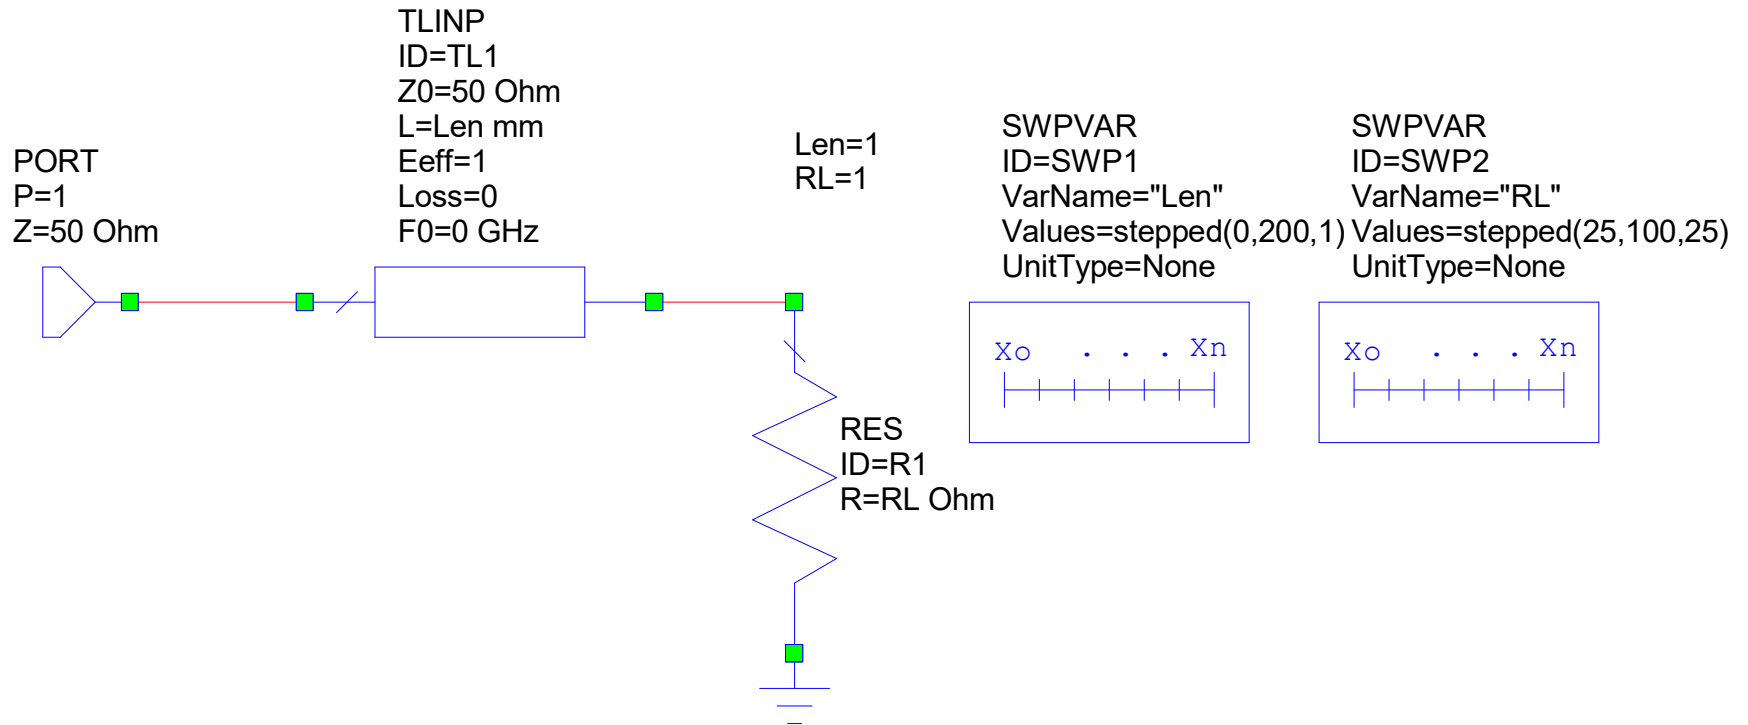 TLINP
ID=TL1
Z0=50 Ohm
L=Len mm
Eeff=1
Loss=0
F0=0 GHz
PORT
P=1
Z=50 Ohm
Len=1
RL=1
SWPVAR
ID=SWP1
VarName="Len"
Values=stepped(0,200,1)
UnitType=None
SWPVAR
ID=SWP2
VarName="RL"
Values=stepped(25,100,25)
UnitType=None
Xo . . . Xn
Xo . . . Xn
RES
ID=R1
R=RL Ohm